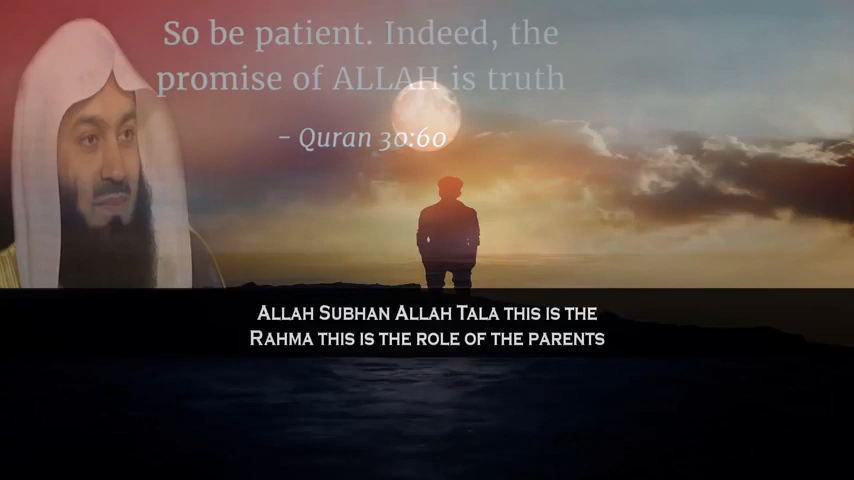 So be patient. Indeed, the
promise of ALLAH is truth
- Quran 30:60
ALLAH SUBHAN ALLAH TALA THIS IS THE
RAHMA THIS IS THE ROLE OF THE PARENTS